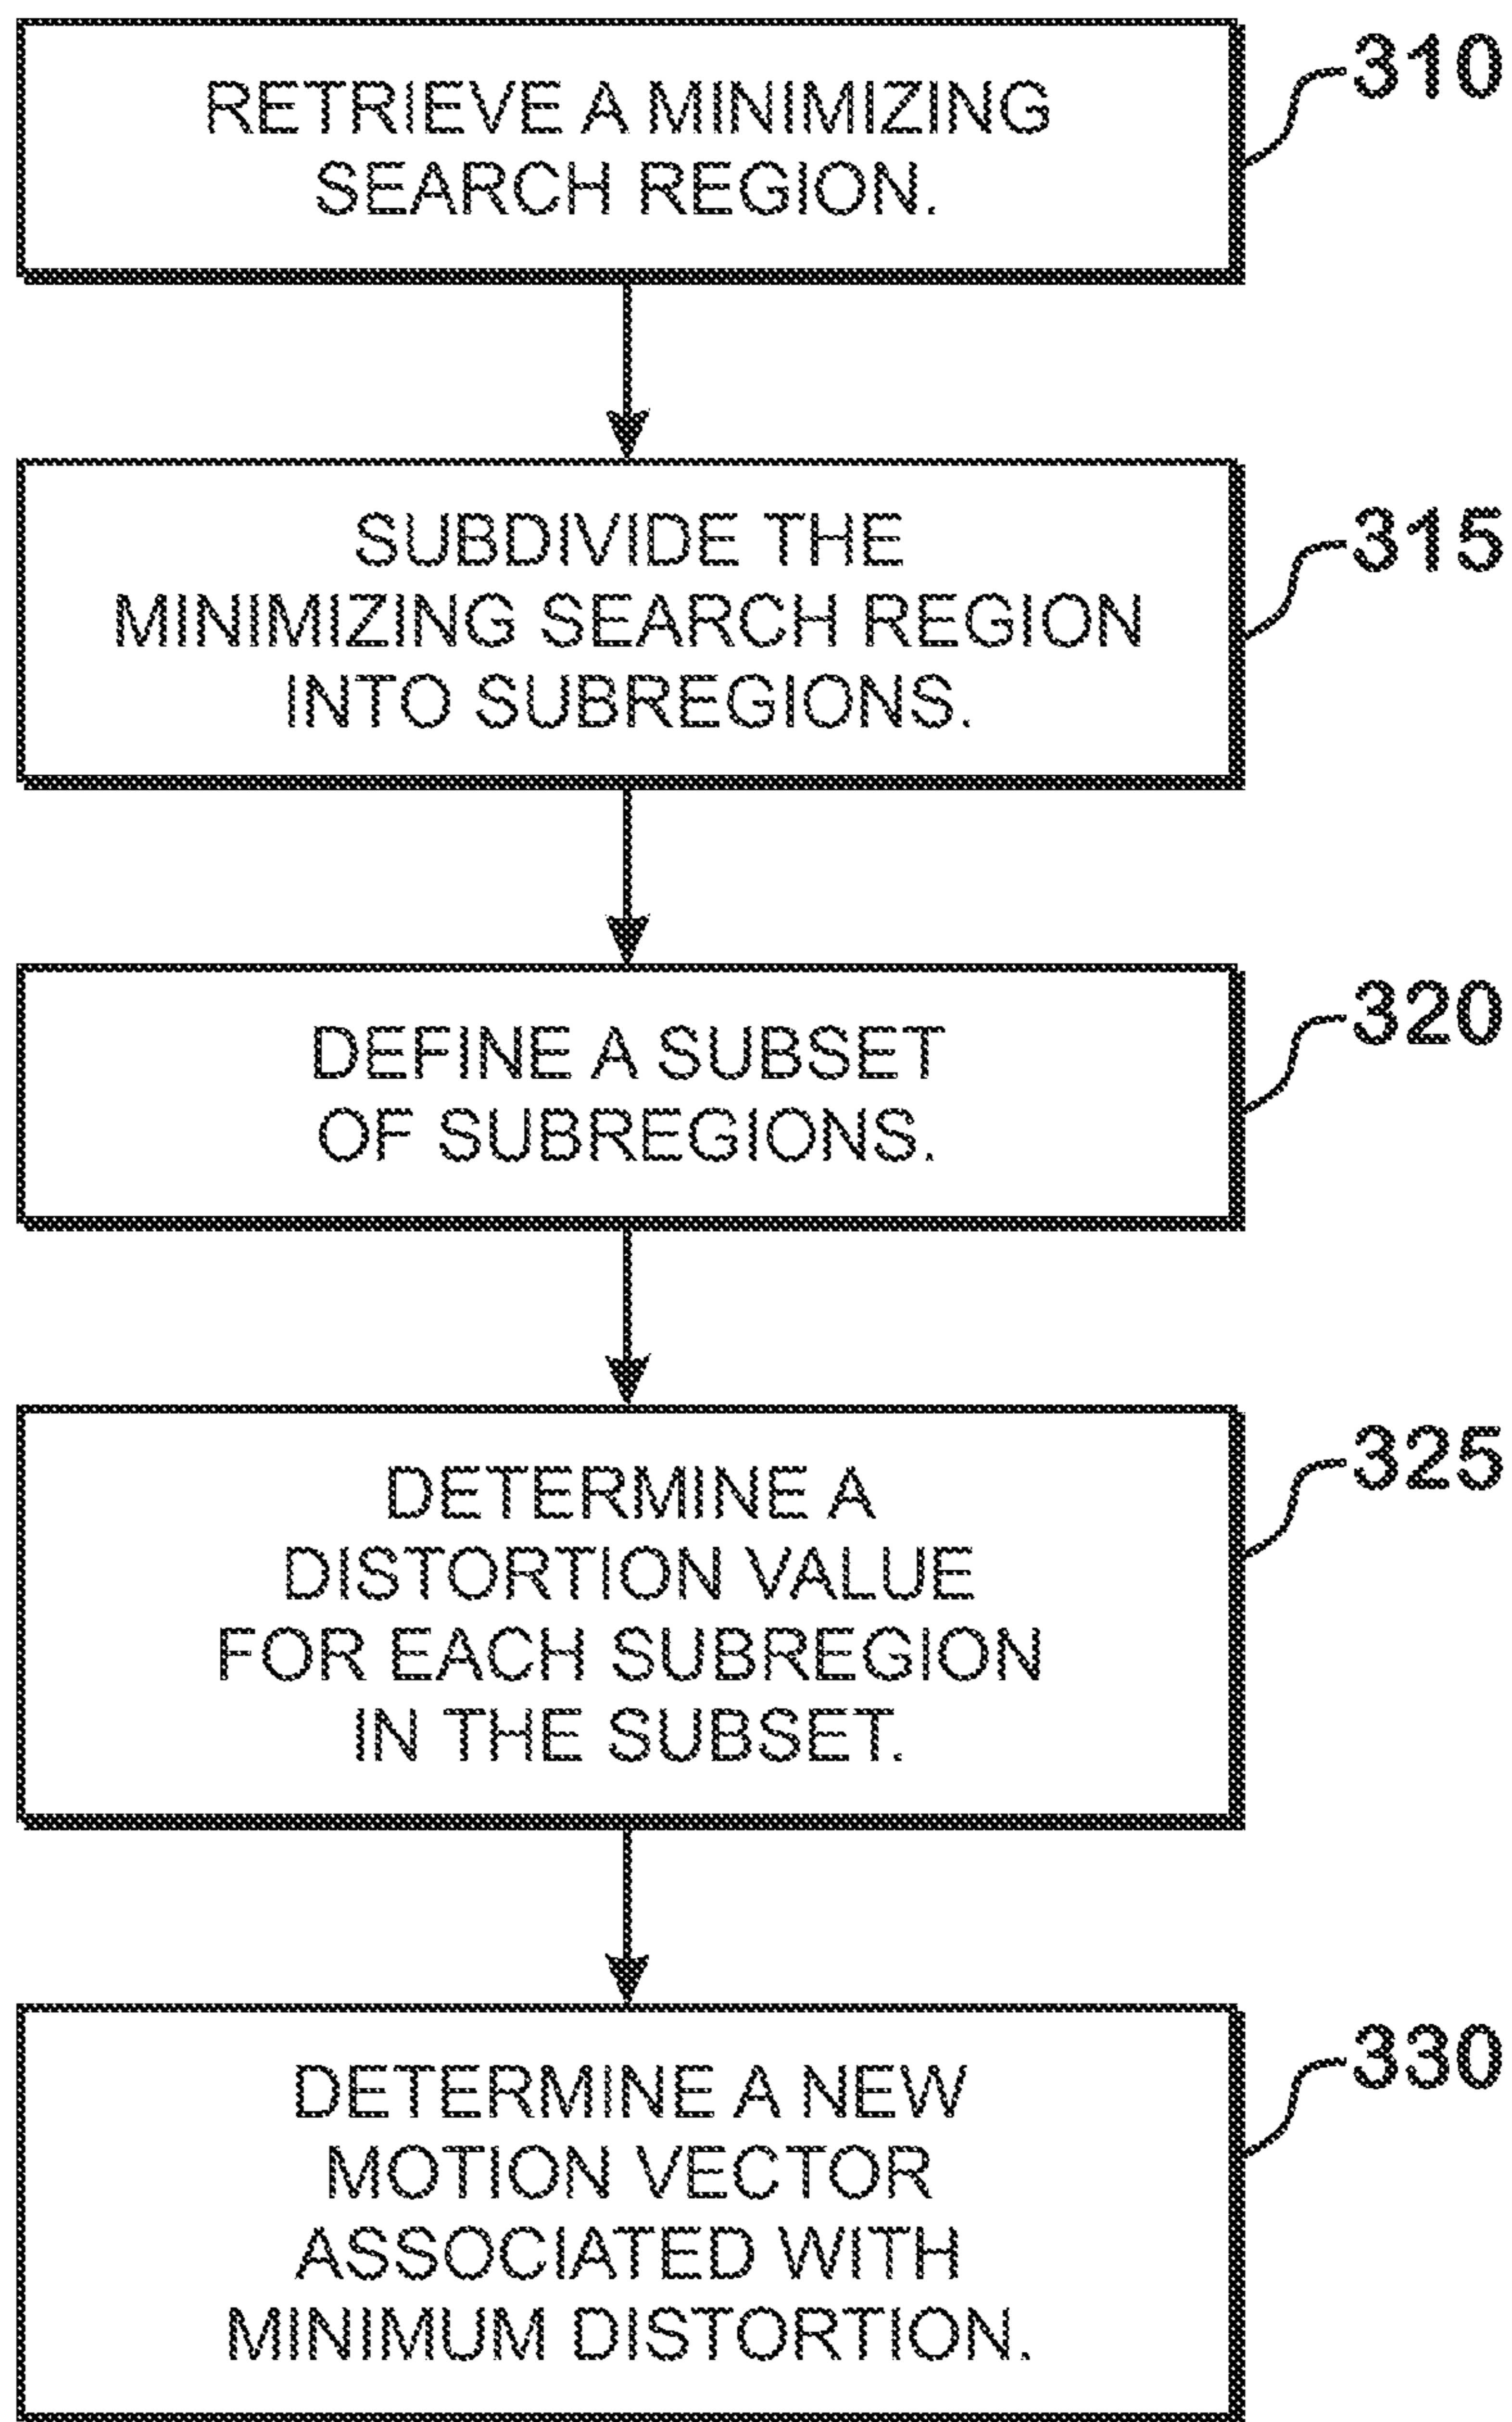 RETRIEVE A MINIMIZING
SEARCH REGION.
310
SUBDIVIDE THE
MINIMIZING SEARCH REGION
INTO SUBREGIONS.
315
DEFINE A SUBSET
OF SUBREGIONS.
320
DETERMINE A
DISTORTION VALUE
FOR EACH SUBREGION
IN THE SUBSET.
325
DETERMINE A NEW
MOTION VECTOR
ASSOCIATED WITH
MINIMUM DISTORTION.
330